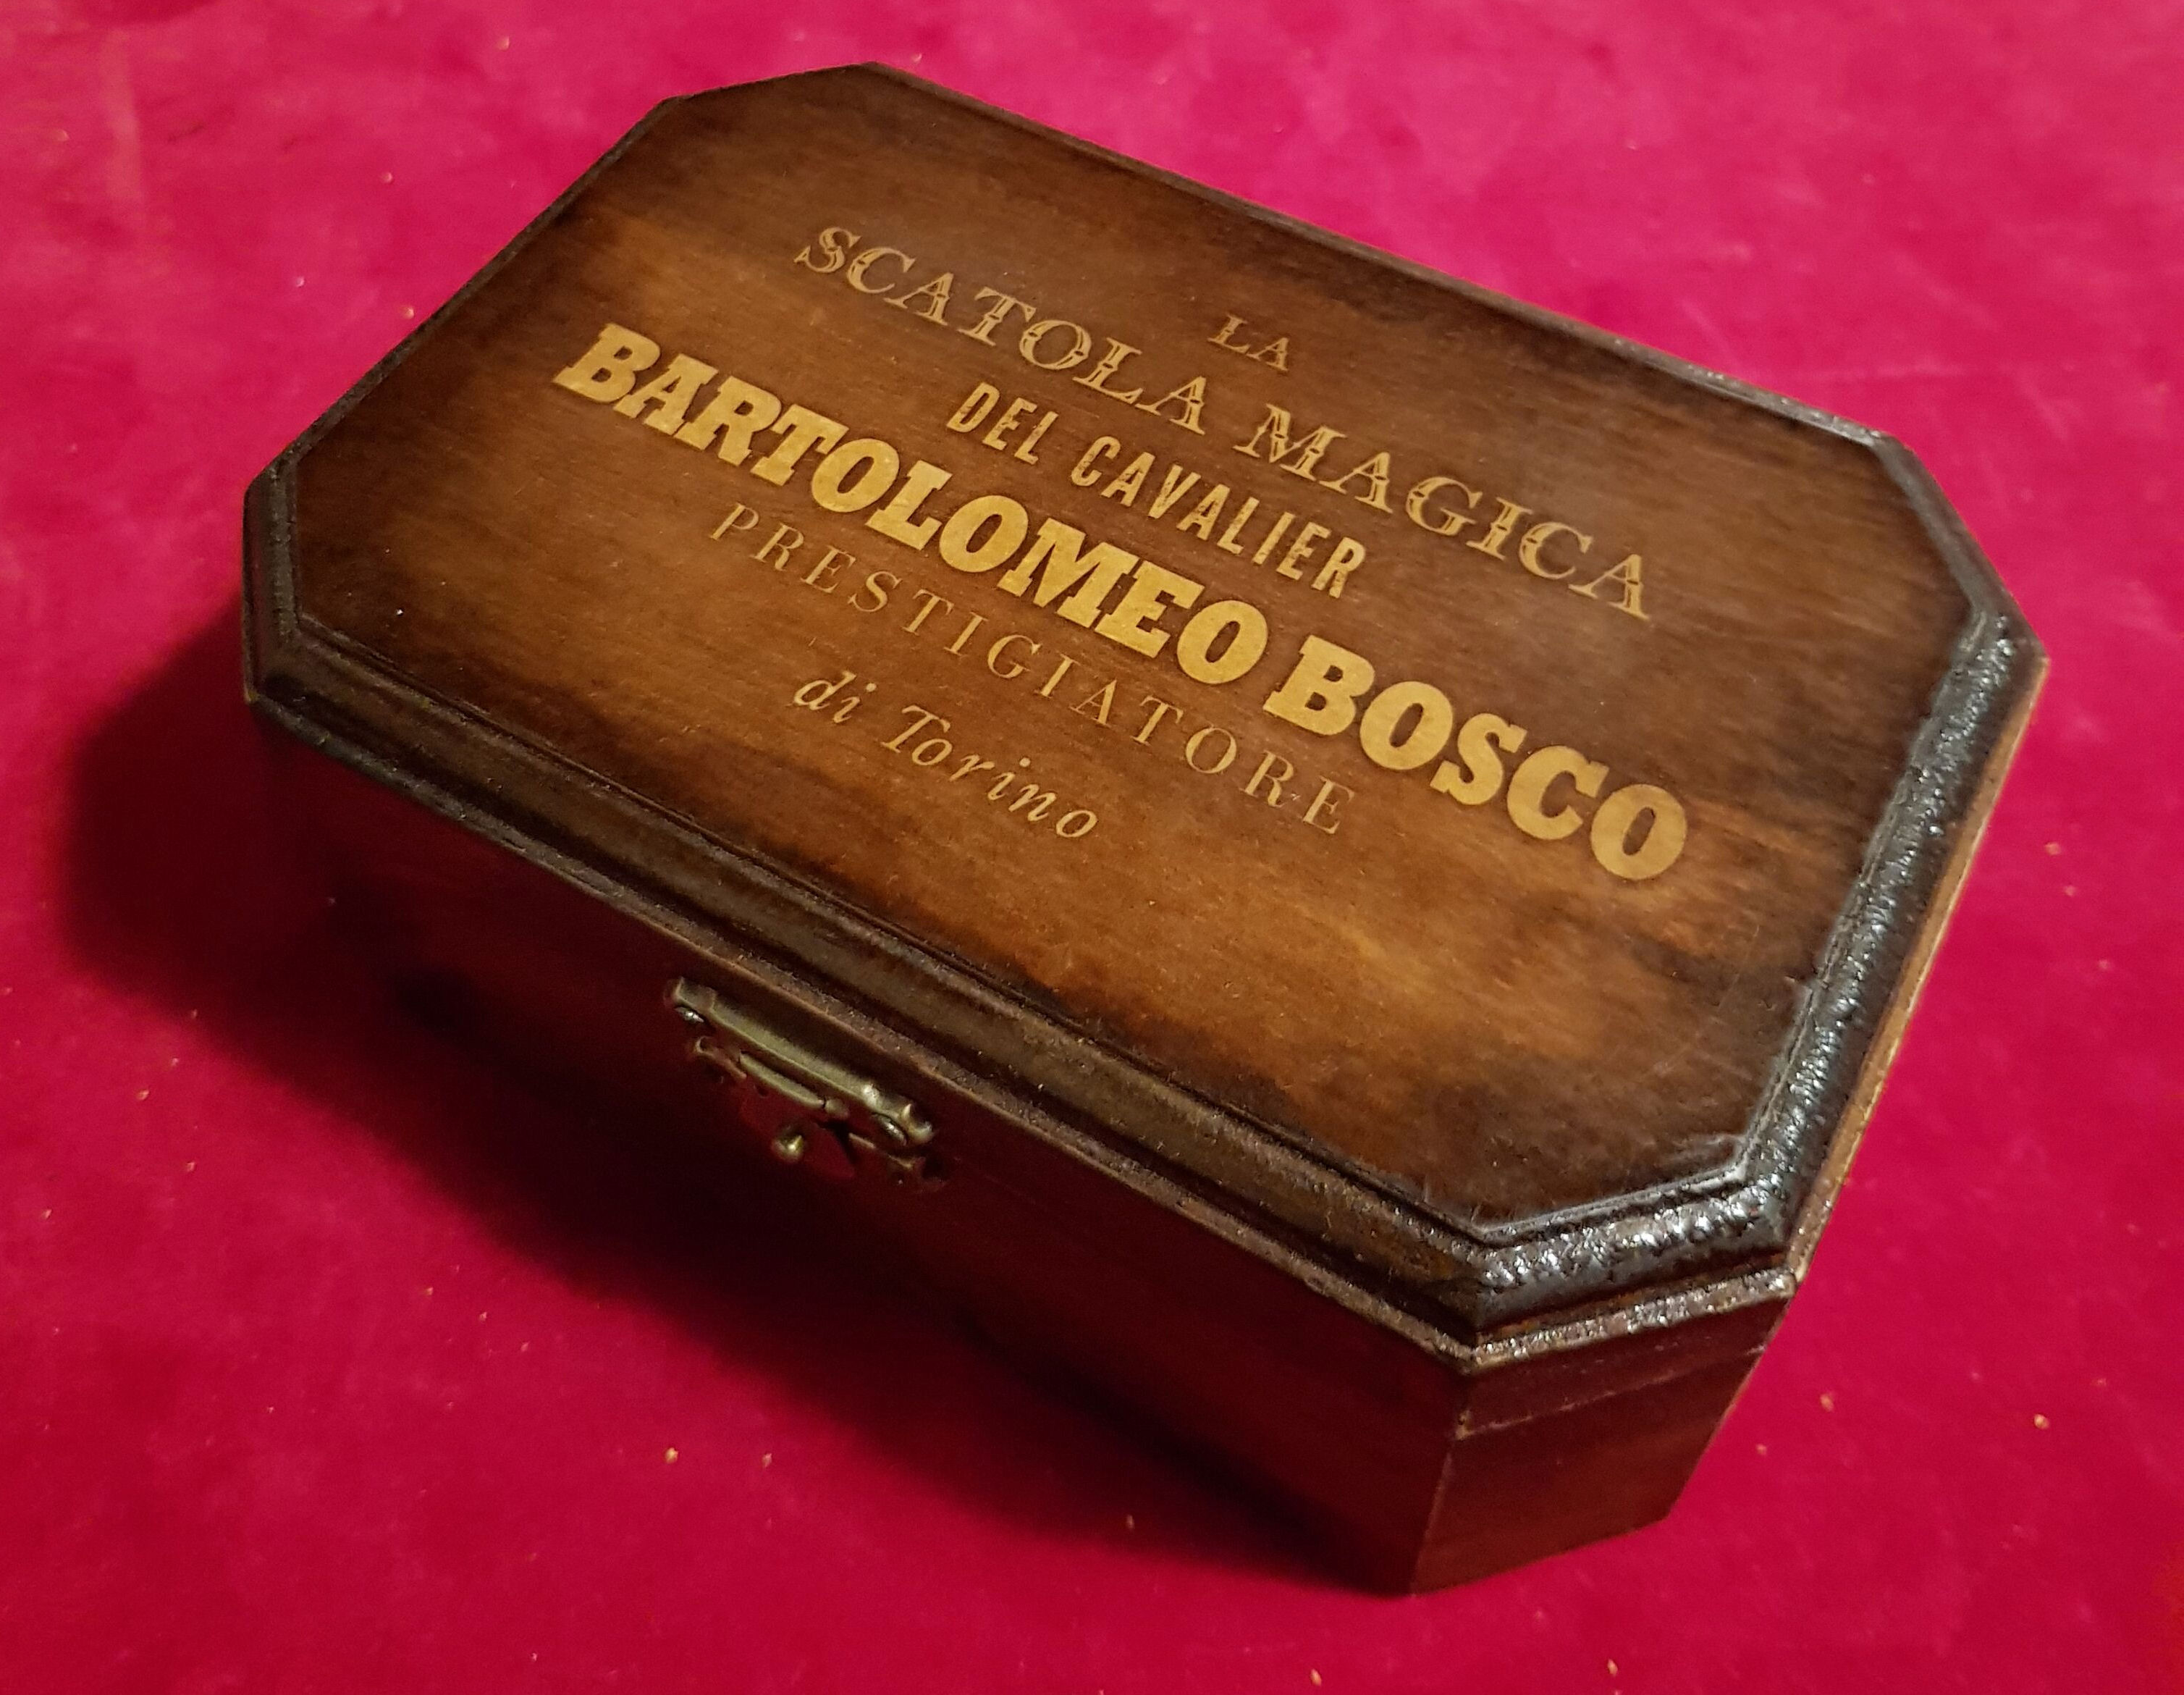 LA
SCATOLA MAGICA
DEL CAVALIER
BARTOLOMEO BOSCO
PRESTIGIATORE
di Torino